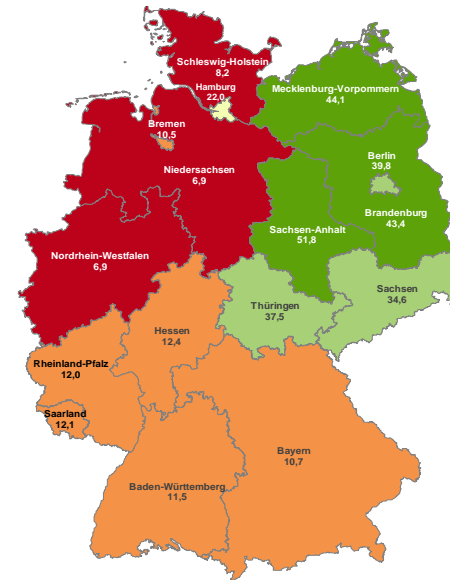 Schleswig-Holstein
8,2
Hamburg
22,0
Mecklenburg-Vorpommern
44,1
Bremen
10,5
Berlin
39,8
Niedersachsen
6,9
Brandenburg
43,4
Sachsen-Anhalt
51,8
Nordrhein-Westfalen
6,9
Sachsen
34,6
Thüringen
37,5
Hessen
12,4
Rheinland-Pfalz
12,0
Saarland
12,1
Bayern
10,7
Baden-Württemberg
11,5